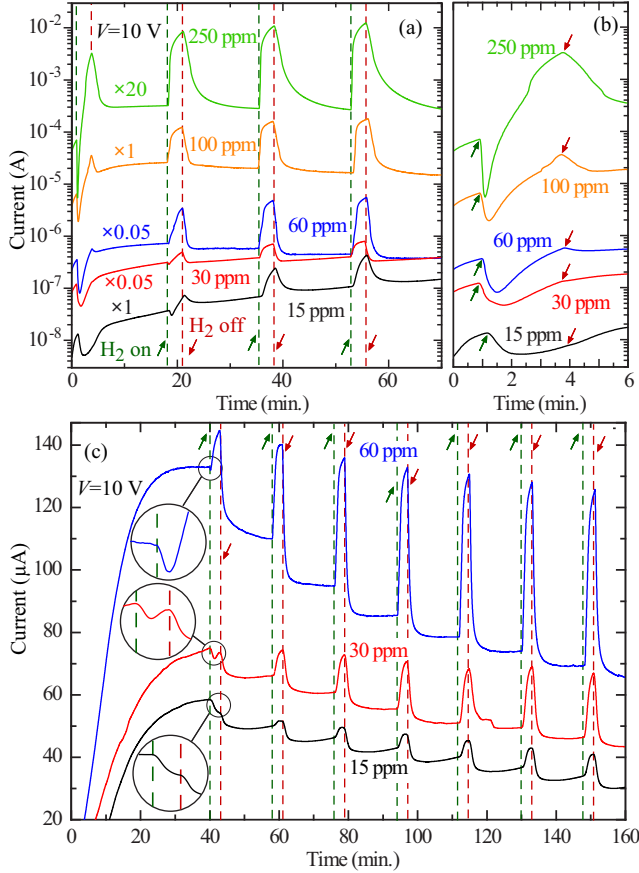 V=10 V
(a)
250 ppm
×20
100 ppm
×1
×0.05
60 ppm
×0.05
30 ppm
×1
15 ppm
H₂ on
H₂ off
10⁻² 10⁻³ 10⁻⁴ 10⁻⁵ 10⁻⁶ 10⁻⁷ 10⁻⁸
Current (A)
0 20 40 60
Time (min.)
(b)
250 ppm
100 ppm
60 ppm
30 ppm
15 ppm
0 2 4 6
Time (min.)
(c)
V=10 V
60 ppm
30 ppm
15 ppm
140
120
100
80
60
40
20
Current (µA)
0 20 40 60 80 100 120 140 160
Time (min.)